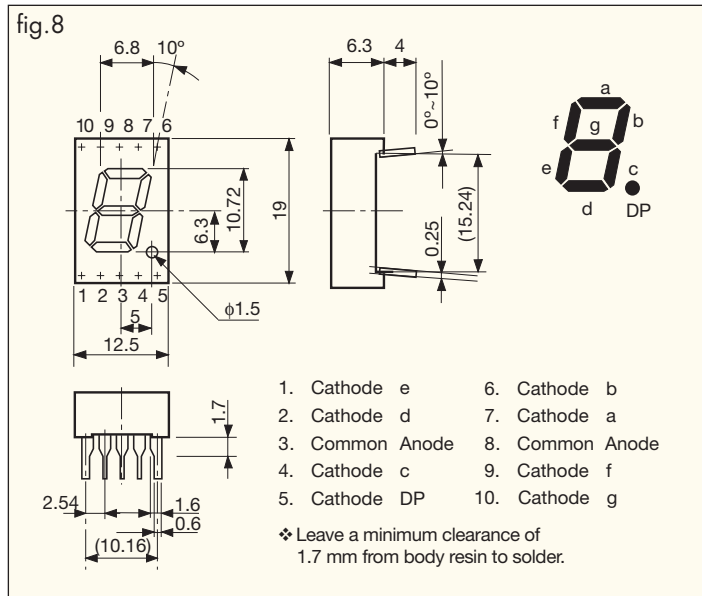 fig.8
6.8
10°
10 9 8 7 6
10.72
6.3
19
1 2 3 4 5
φ1.5
5
12.5
6.3
4
0°~10°
0.25
(15.24)
a
f
g
b
e
c
d
DP
1.7
2.54
1.6
0.6
(10.16)
1. Cathode e
2. Cathode d
3. Common Anode
4. Cathode c
5. Cathode DP
6. Cathode b
7. Cathode a
8. Common Anode
9. Cathode f
10. Cathode g
❖ Leave a minimum clearance of
1.7 mm from body resin to solder.